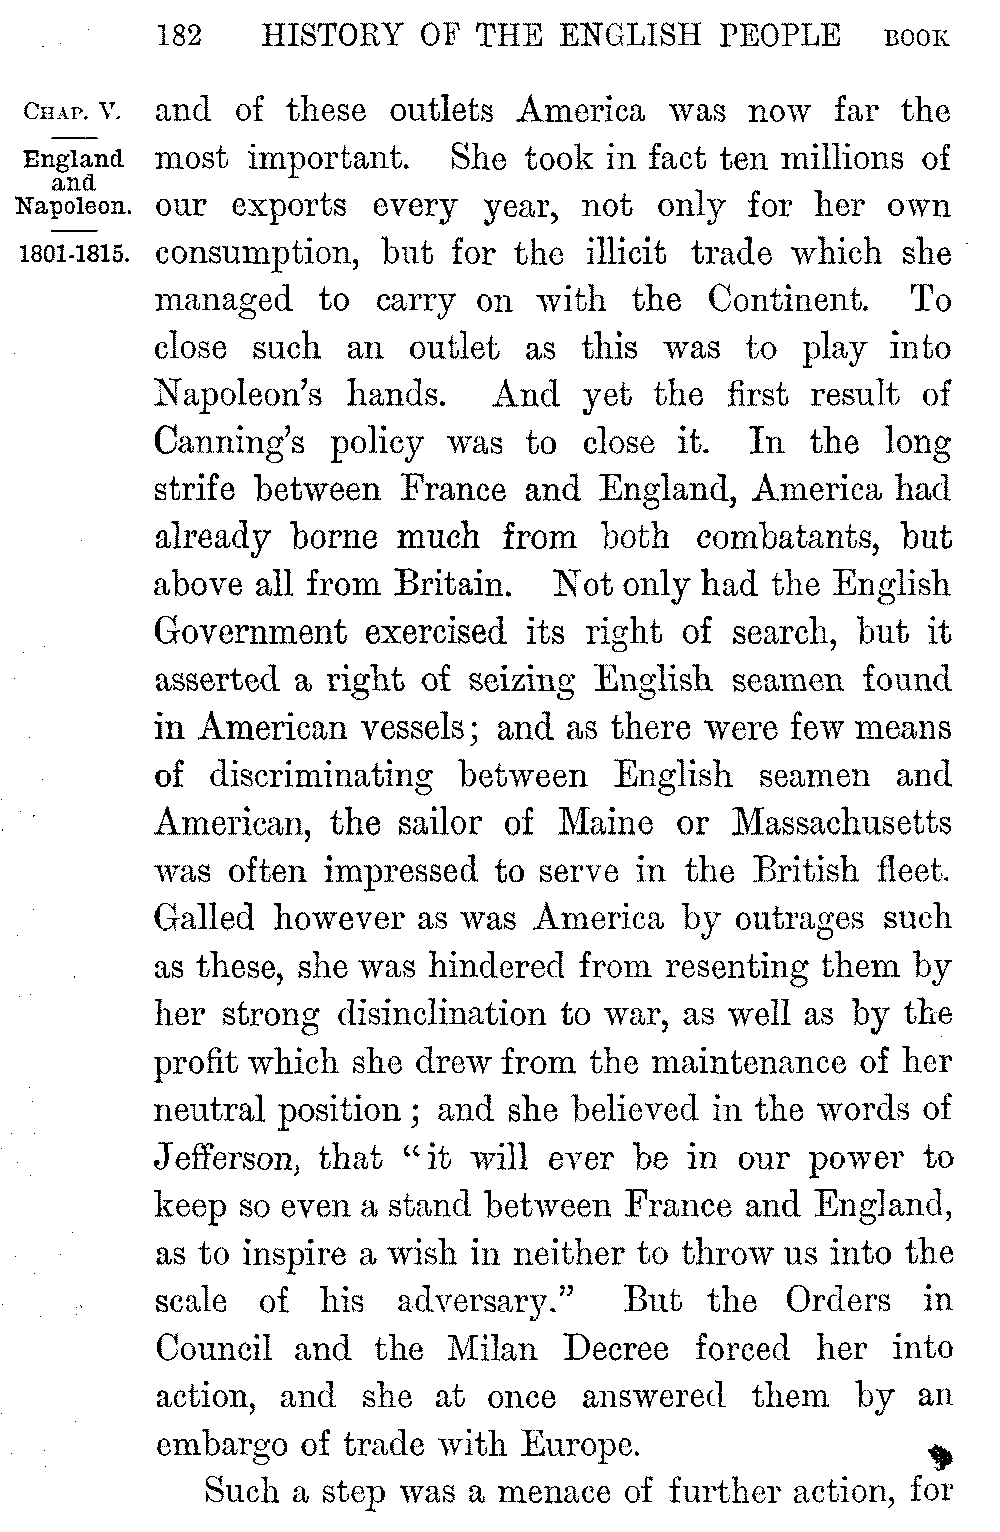 182 HISTORY OF THE ENGLISH PEOPLE BOOK
CHAP. V.
England
and
Napoleon.
1801-1815.
and of these outlets America was now far the
most important. She took in fact ten millions of
our exports every year, not only for her own
consumption, but for the illicit trade which she
managed to carry on with the Continent. To
close such an outlet as this was to play into
Napoleon's hands. And yet the first result of
Canning's policy was to close it. In the long
strife between France and England, America had
already borne much from both combatants, but
above all from Britain. Not only had the English
Government exercised its right of search, but it
asserted a right of seizing English seamen found
in American vessels; and as there were few means
of discriminating between English seamen and
American, the sailor of Maine or Massachusetts
was often impressed to serve in the British fleet.
Galled however as was America by outrages such
as these, she was hindered from resenting them by
her strong disinclination to war, as well as by the
profit which she drew from the maintenance of her
neutral position; and she believed in the words of
Jefferson, that "it will ever be in our power to
keep so even a stand between France and England,
as to inspire a wish in neither to throw us into the
scale of his adversary." But the Orders in
Council and the Milan Decree forced her into
action, and she at once answered them by an
embargo of trade with Europe.
Such a step was a menace of further action, for